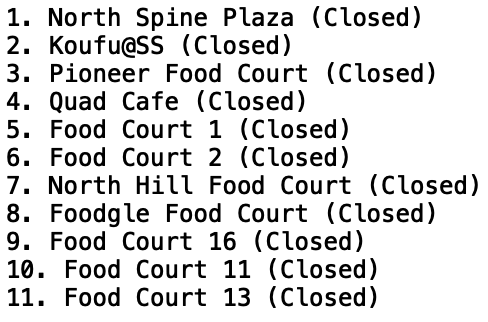 1. North Spine Plaza (Closed)
2. Koufu@SS (Closed)
3. Pioneer Food Court (Closed)
4. Quad Cafe (Closed)
5. Food Court 1 (Closed)
6. Food Court 2 (Closed)
7. North Hill Food Court (Closed)
8. Foodgle Food Court (Closed)
9. Food Court 16 (Closed)
10. Food Court 11 (Closed)
11. Food Court 13 (Closed)